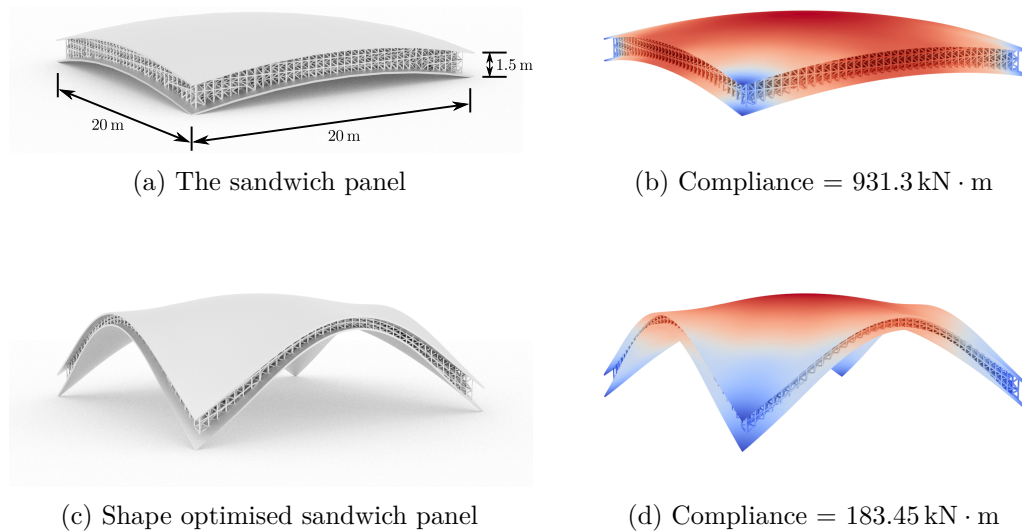 1.5 m
20 m
20 m
(a) The sandwich panel
(b) Compliance = 931.3 kN · m
(c) Shape optimised sandwich panel
(d) Compliance = 183.45 kN · m